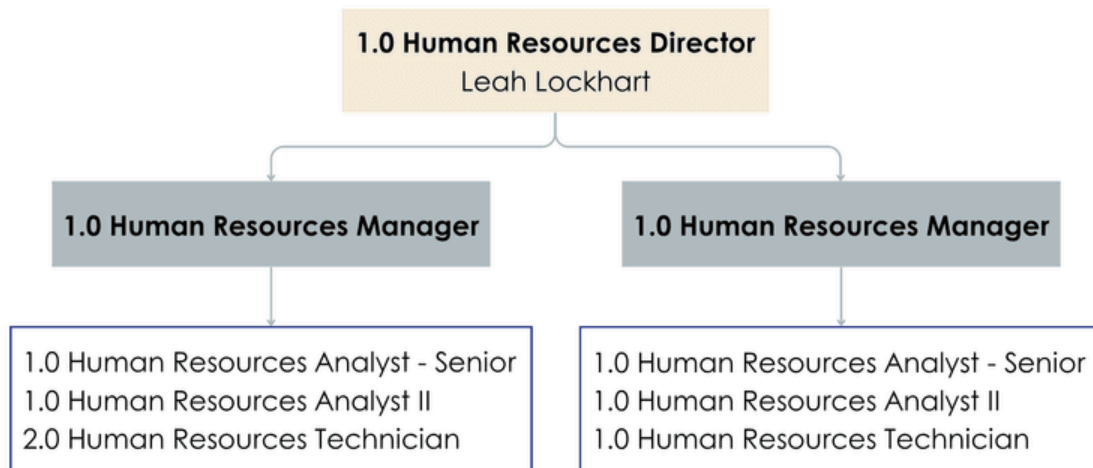 1.0 Human Resources Director
Leah Lockhart
1.0 Human Resources Manager
1.0 Human Resources Manager
1.0 Human Resources Analyst - Senior
1.0 Human Resources Analyst II
2.0 Human Resources Technician
1.0 Human Resources Analyst - Senior
1.0 Human Resources Analyst II
1.0 Human Resources Technician